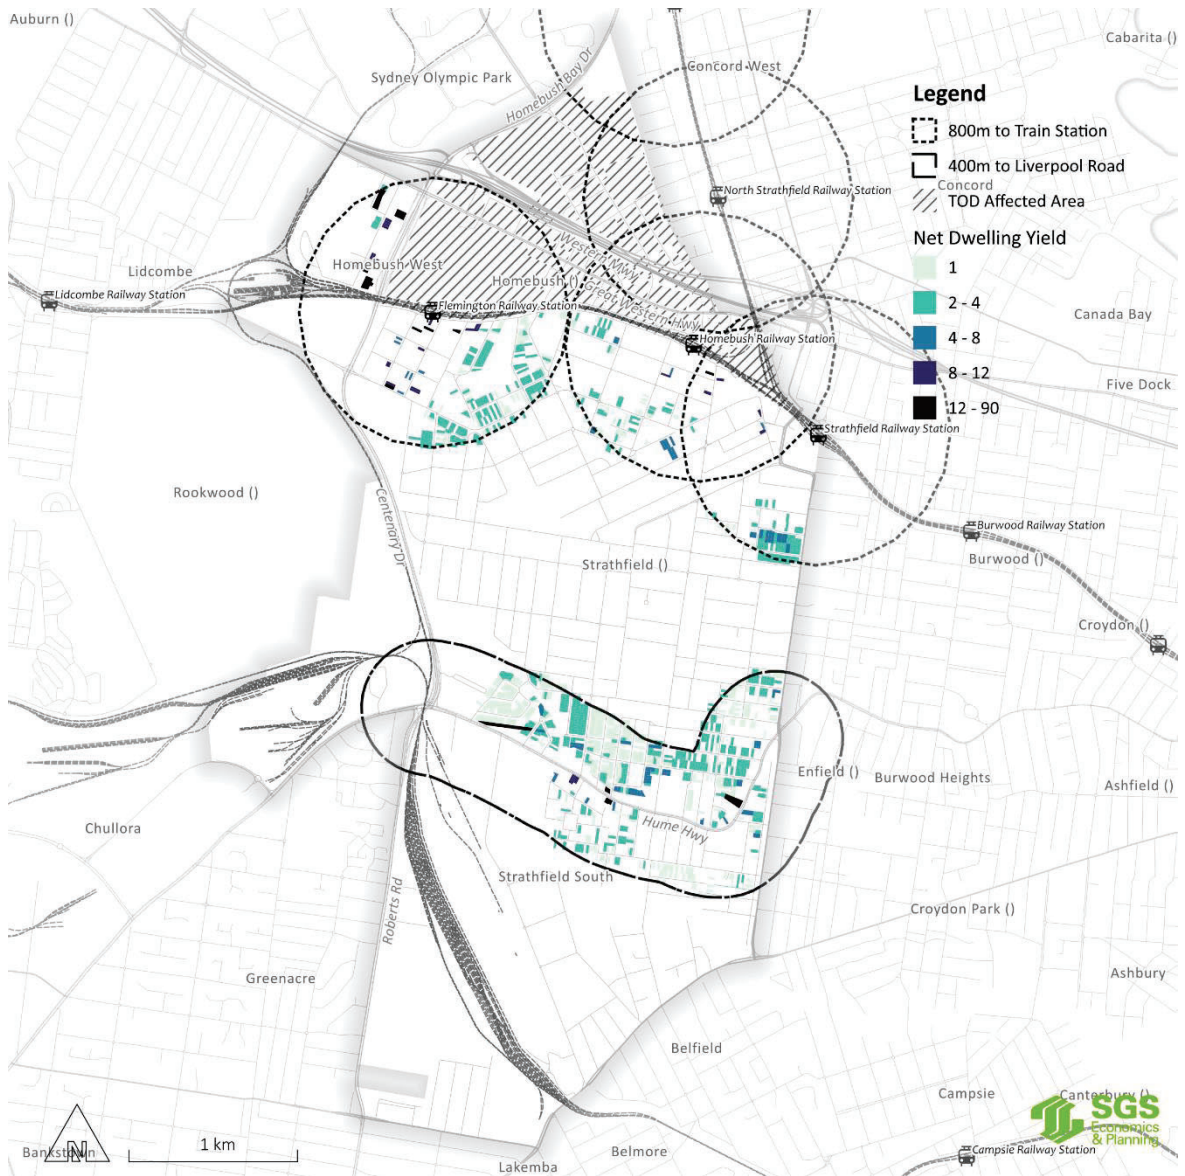 Auburn ()
Cabarita ()
Concord West
Sydney Olympic Park
Homebush Bay Dr
Legend
800m to Train Station
400m to Liverpool Road
Concord
TOD Affected Area
North Strathfield Railway Station
Net Dwelling Yield
1
2 - 4
4 - 8
8 - 12
12 - 90
Western Mwy
Lidcombe
Homebush West
Homebush ()
Great Western Hwy
Lidcombe Railway Station
Flemington Railway Station
Canada Bay
Homebush Railway Station
Five Dock
Strathfield Railway Station
Rookwood ()
Centenary Dr
Burwood Railway Station
Strathfield ()
Burwood ()
Croydon ()
Enfield ()
Burwood Heights
Ashfield ()
Chullora
Hume Hwy
Strathfield South
Roberts Rd
Croydon Park ()
Greenacre
Ashbury
Belfield
Campsie
Canterbury ()
SGS
Economics
& Planning
N
1 km
Bankstown
Belmore
Campsie Railway Station
Lakemba